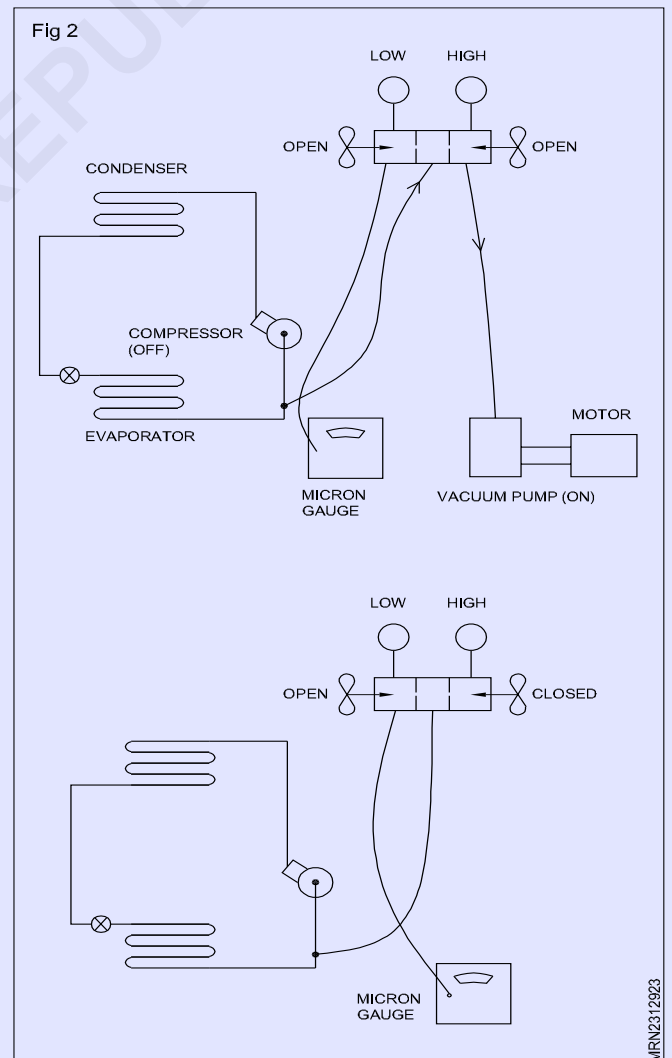 Fig 2
LOW HIGH
OPEN OPEN
CONDENSER
COMPRESSOR
(OFF)
EVAPORATOR
MICRON
GAUGE
MOTOR
VACUUM PUMP (ON)
LOW HIGH
OPEN CLOSED
MICRON
GAUGE